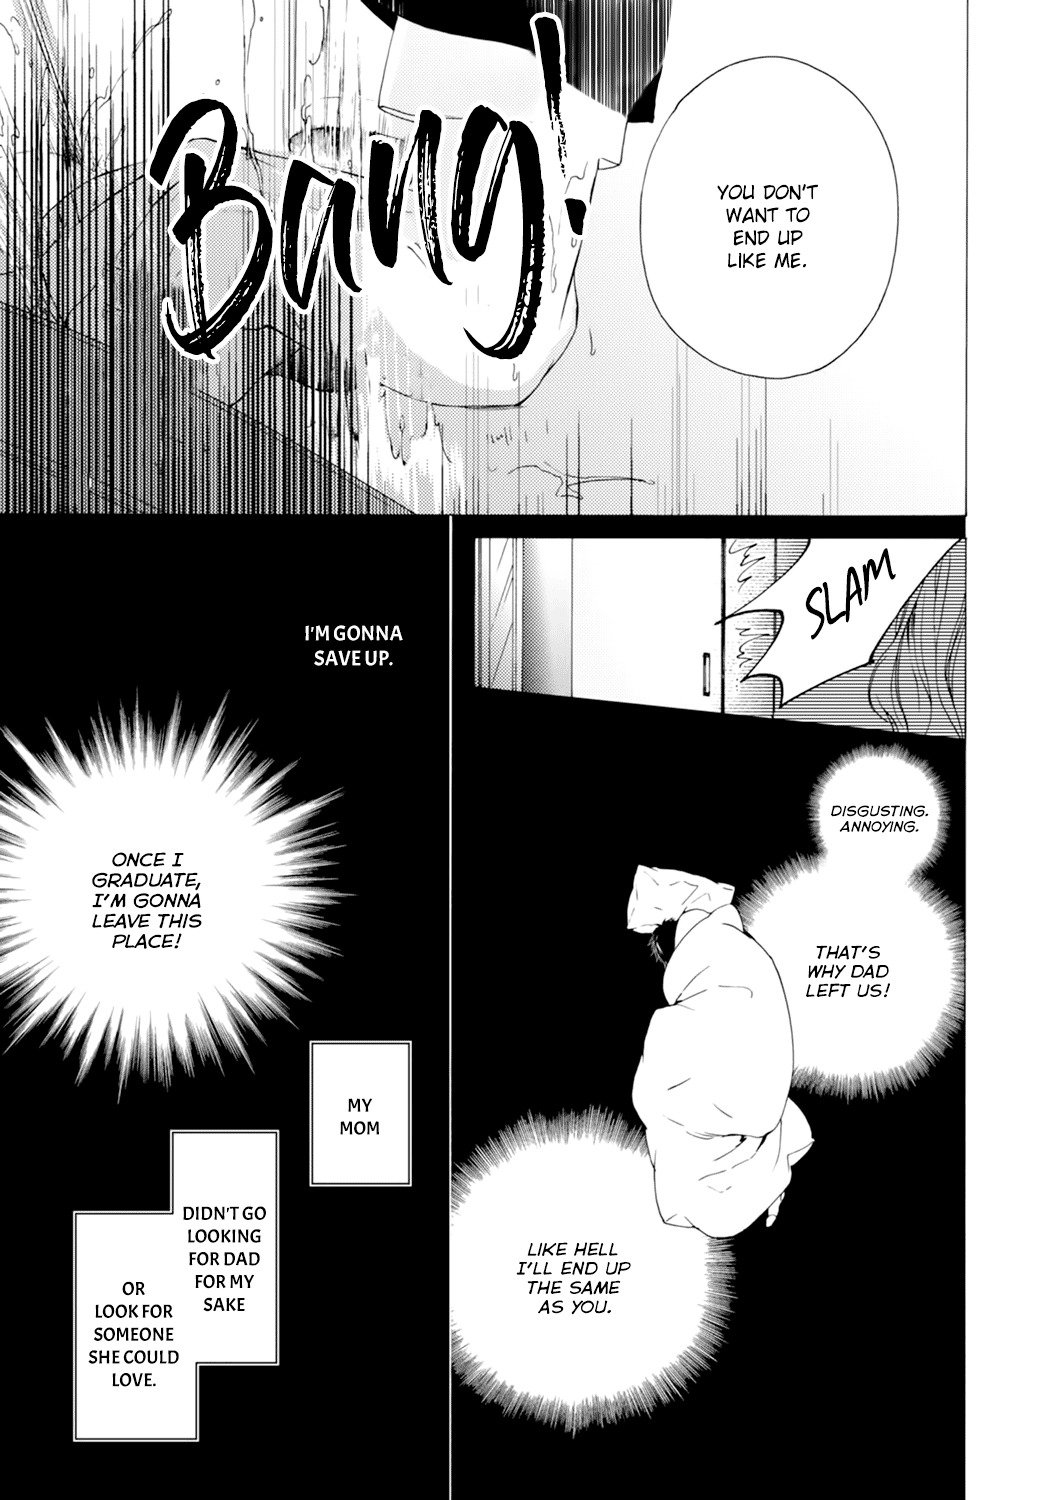 YOU DON'T
WANT TO
END UP
LIKE ME.
Bang!
SLAM
DISGUSTING.
ANNOYING.
THAT'S
WHY DAD
LEFT US!
LIKE HELL
I'LL END UP
THE SAME
AS YOU.
I'M GONNA
SAVE UP.
ONCE I
GRADUATE,
I'M GONNA
LEAVE THIS
PLACE!
MY
MOM
DIDN'T GO
LOOKING
FOR DAD
FOR MY
SAKE
OR
LOOK FOR
SOMEONE
SHE COULD
LOVE.